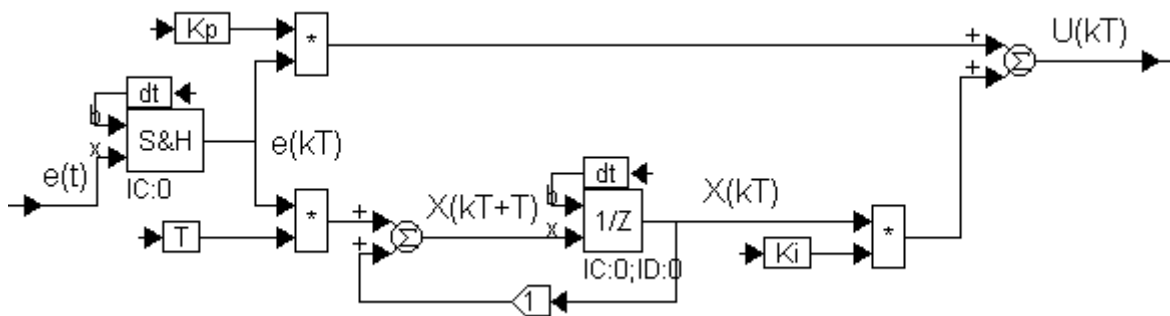 Kp
*
+
+
Σ
U(kT)
dt
b
x
S&H
e(t)
IC:0
e(kT)
T
*
+
+
Σ
X(kT+T)
dt
b
x
1/Z
IC:0;ID:0
X(kT)
Ki
*
1